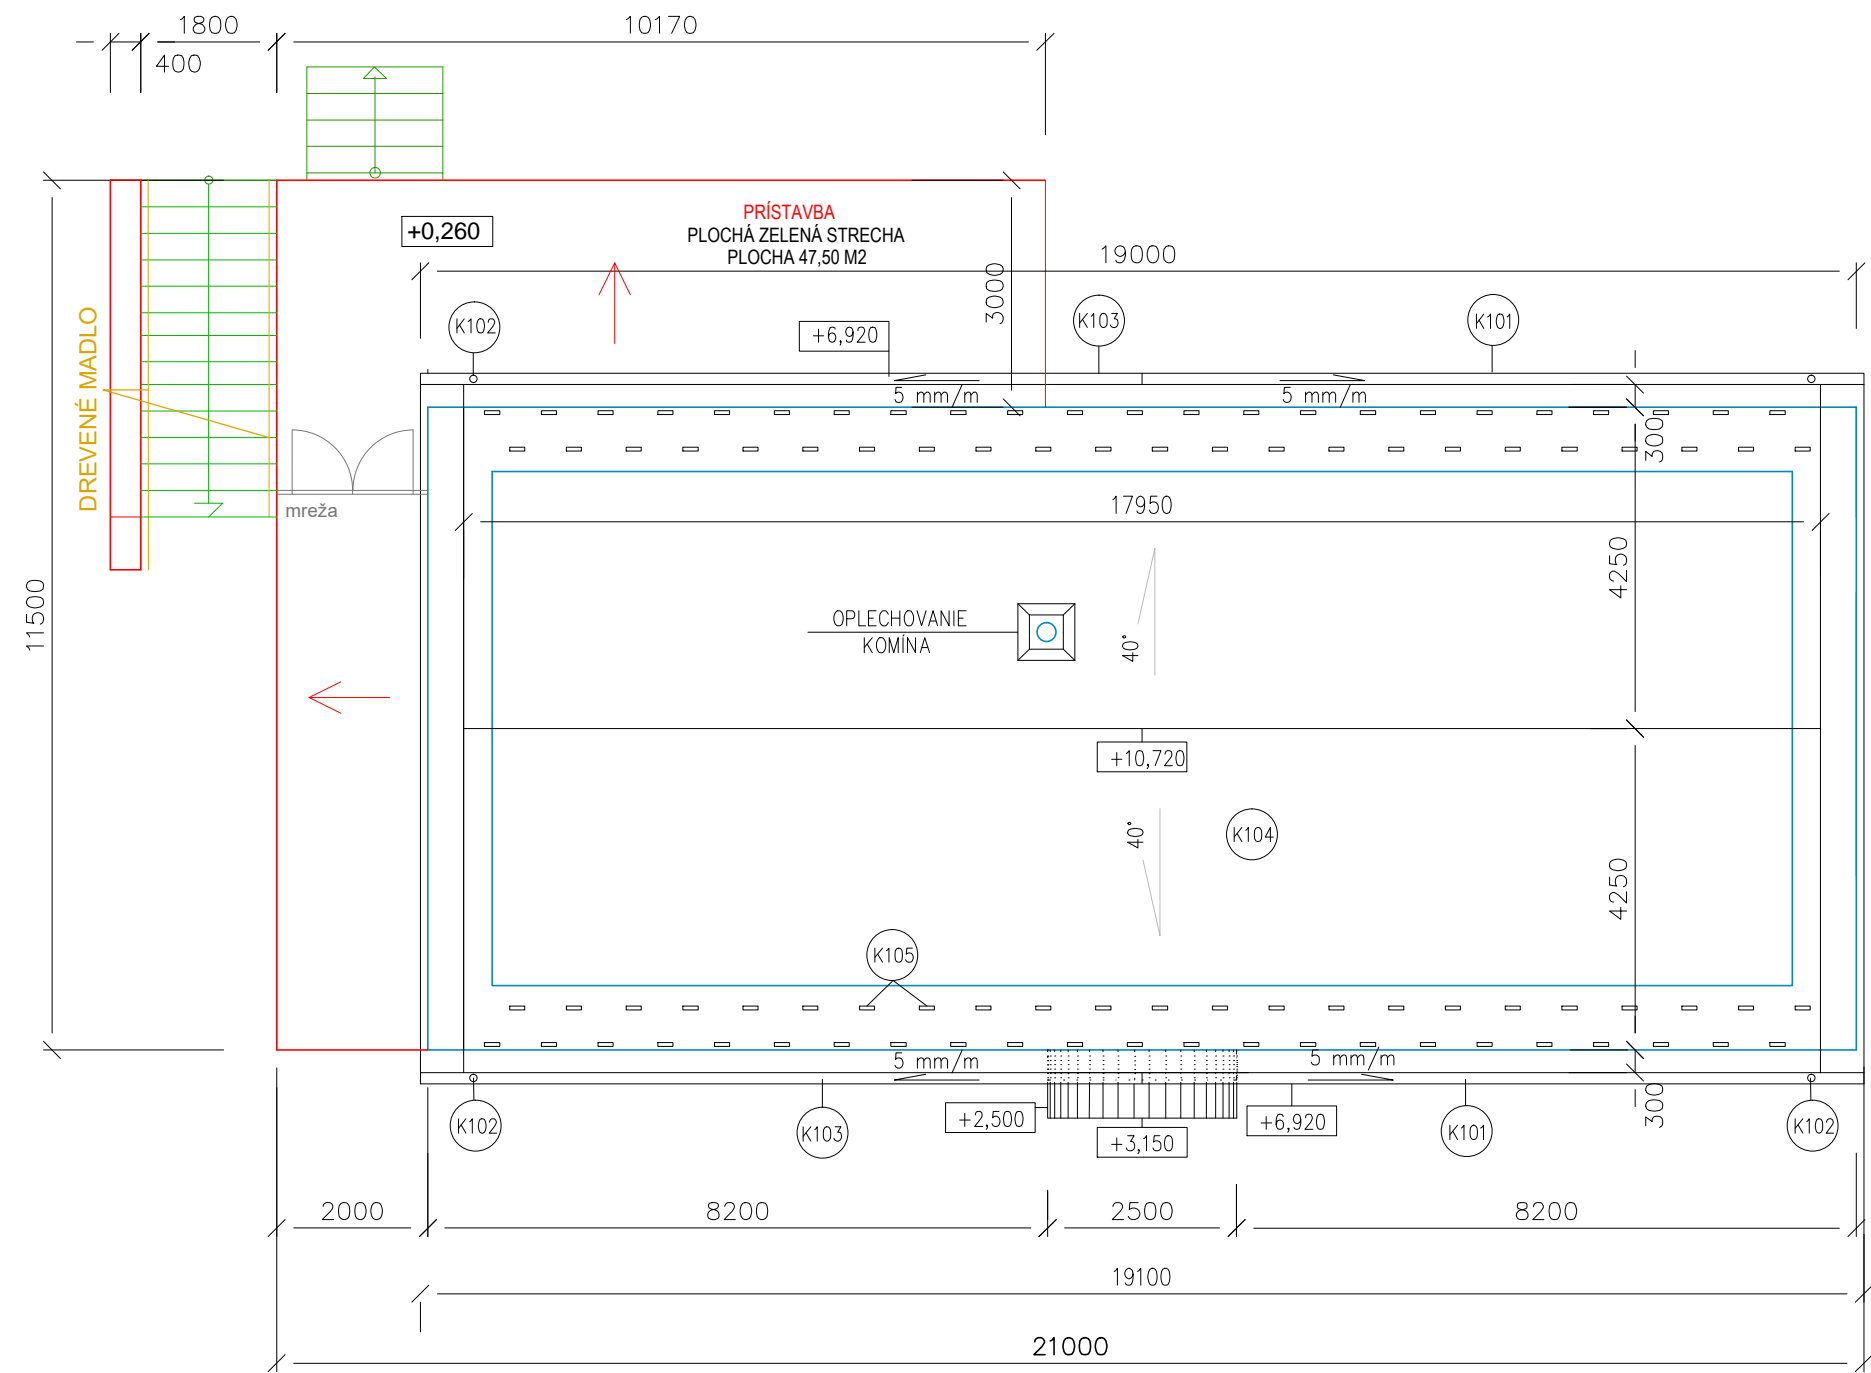 1800
10170
400
+0,260
PRÍSTAVBA
PLOCHÁ ZELENÁ STRECHA
PLOCHA 47,50 M2
19000
3000
K102
+6,920
K103
K101
5 mm/m
5 mm/m
300
DREVENÉ MADLO
mreža
17950
4250
11500
OPLECHOVANIE
KOMÍNA
40°
+10,720
40°
K104
4250
K105
5 mm/m
5 mm/m
300
K102
K103
+2,500
+3,150
+6,920
K101
K102
2000
8200
2500
8200
19100
21000